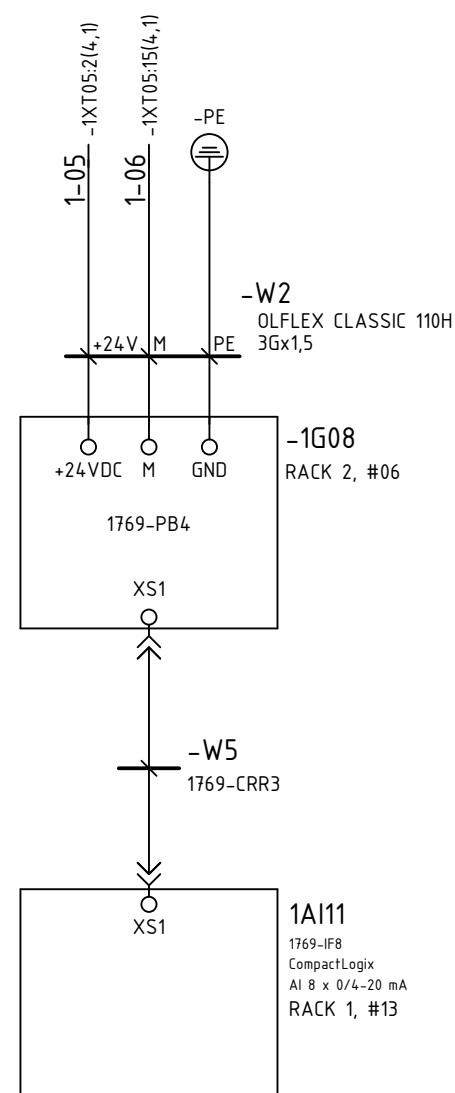 -1XT05:2(4,1)
-1XT05:15(4,1)
-PE
1-05
1-06
-W2
OLFLEX CLASSIC 110H
3Gx1,5
+24V
M
PE
-1G08
RACK 2, #06
+24VDC
M
GND
1769-PB4
XS1
-W5
1769-CRR3
XS1
1AI11
1769-IF8
CompactLogix
AI 8 x 0/4-20 mA
RACK 1, #13